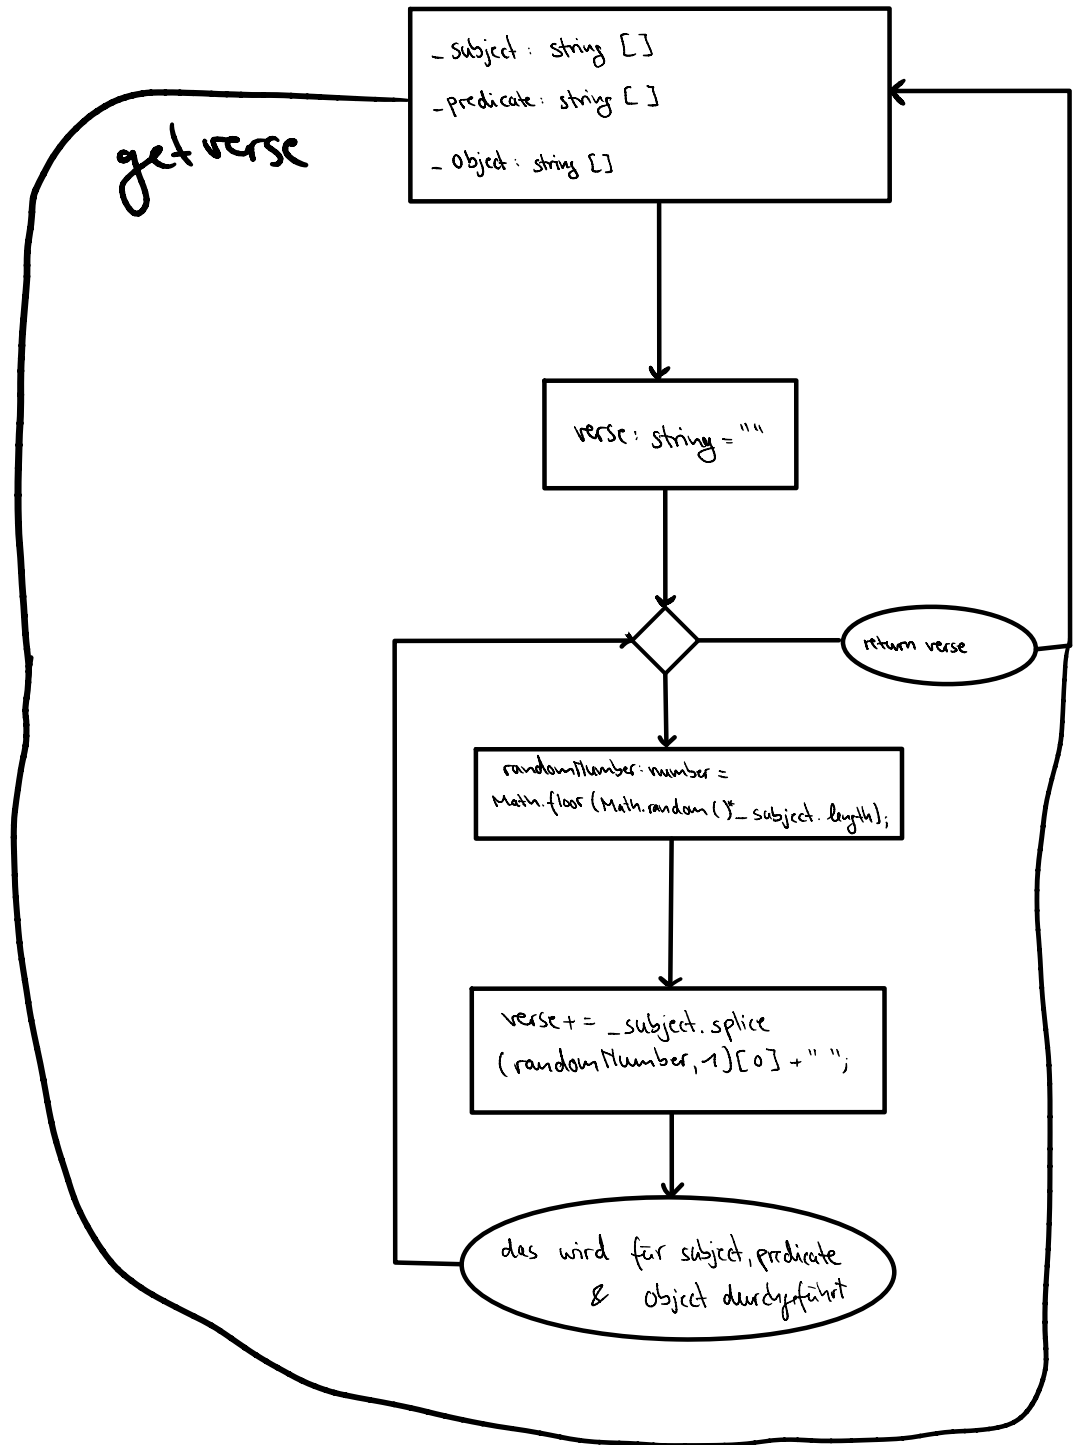 _subject: string []
_predicate: string []
_Object: string []
getverse
verse: string = ""
return verse
randomNumber: number =
Math.floor (Math.random ()*_subject.length);
verse += _subject.splice
(randomNumber, 1)[0] + " ";
das wird für subject, predicate
& Object durchgeführt